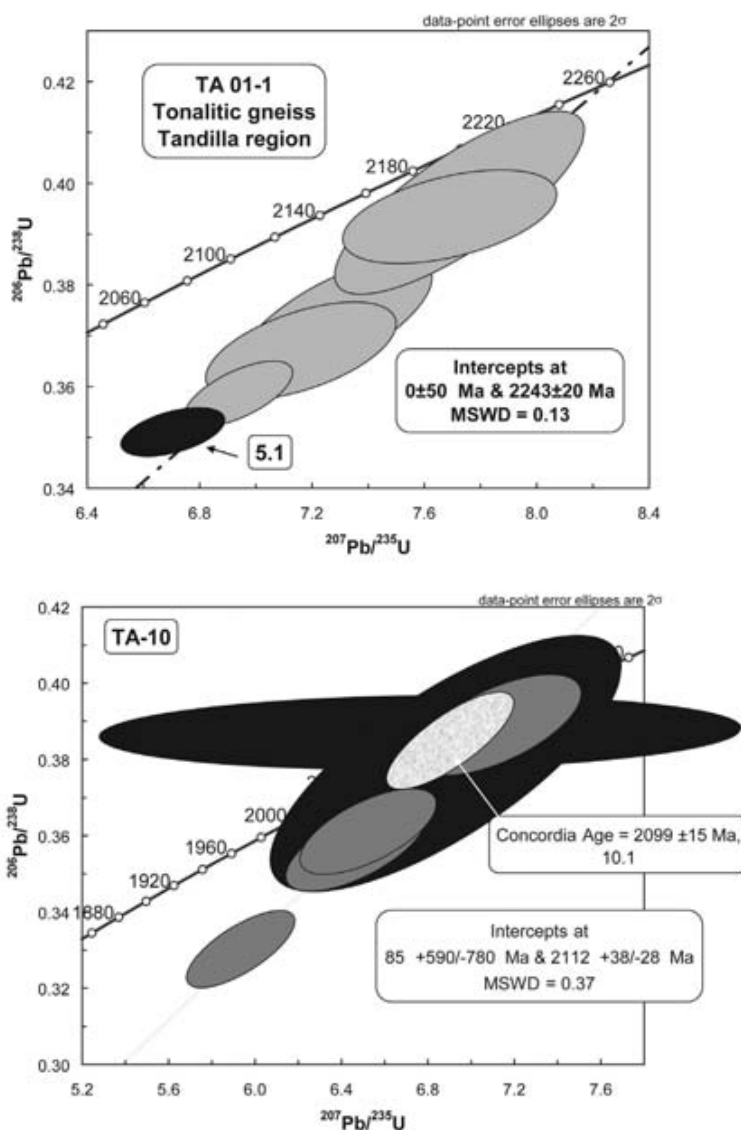 data-point error ellipses are 2σ
TA 01-1
Tonalitic gneiss
Tandilla region
0.42
0.40
0.38
0.36
0.34
²⁰⁶Pb/²³⁸U
2060
2100
2140
2180
2220
2260
Intercepts at
0±50 Ma & 2243±20 Ma
MSWD = 0.13
5.1
6.4 6.8 7.2 7.6 8.0 8.4
²⁰⁷Pb/²³⁵U
data-point error ellipses are 2σ
TA-10
0.42
0.40
0.38
0.36
0.34
0.32
0.30
²⁰⁶Pb/²³⁸U
1880
1920
1960
2000
Concordia Age = 2099 ±15 Ma,
10.1
Intercepts at
85 +590/-780 Ma & 2112 +38/-28 Ma
MSWD = 0.37
5.2 5.6 6.0 6.4 6.8 7.2 7.6
²⁰⁷Pb/²³⁵U